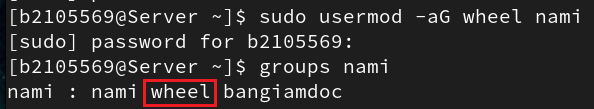 [b2105569@Server ~]$ sudo usermod -aG wheel nami
[sudo] password for b2105569:
[b2105569@Server ~]$ groups nami
nami : nami wheel bangiamdoc